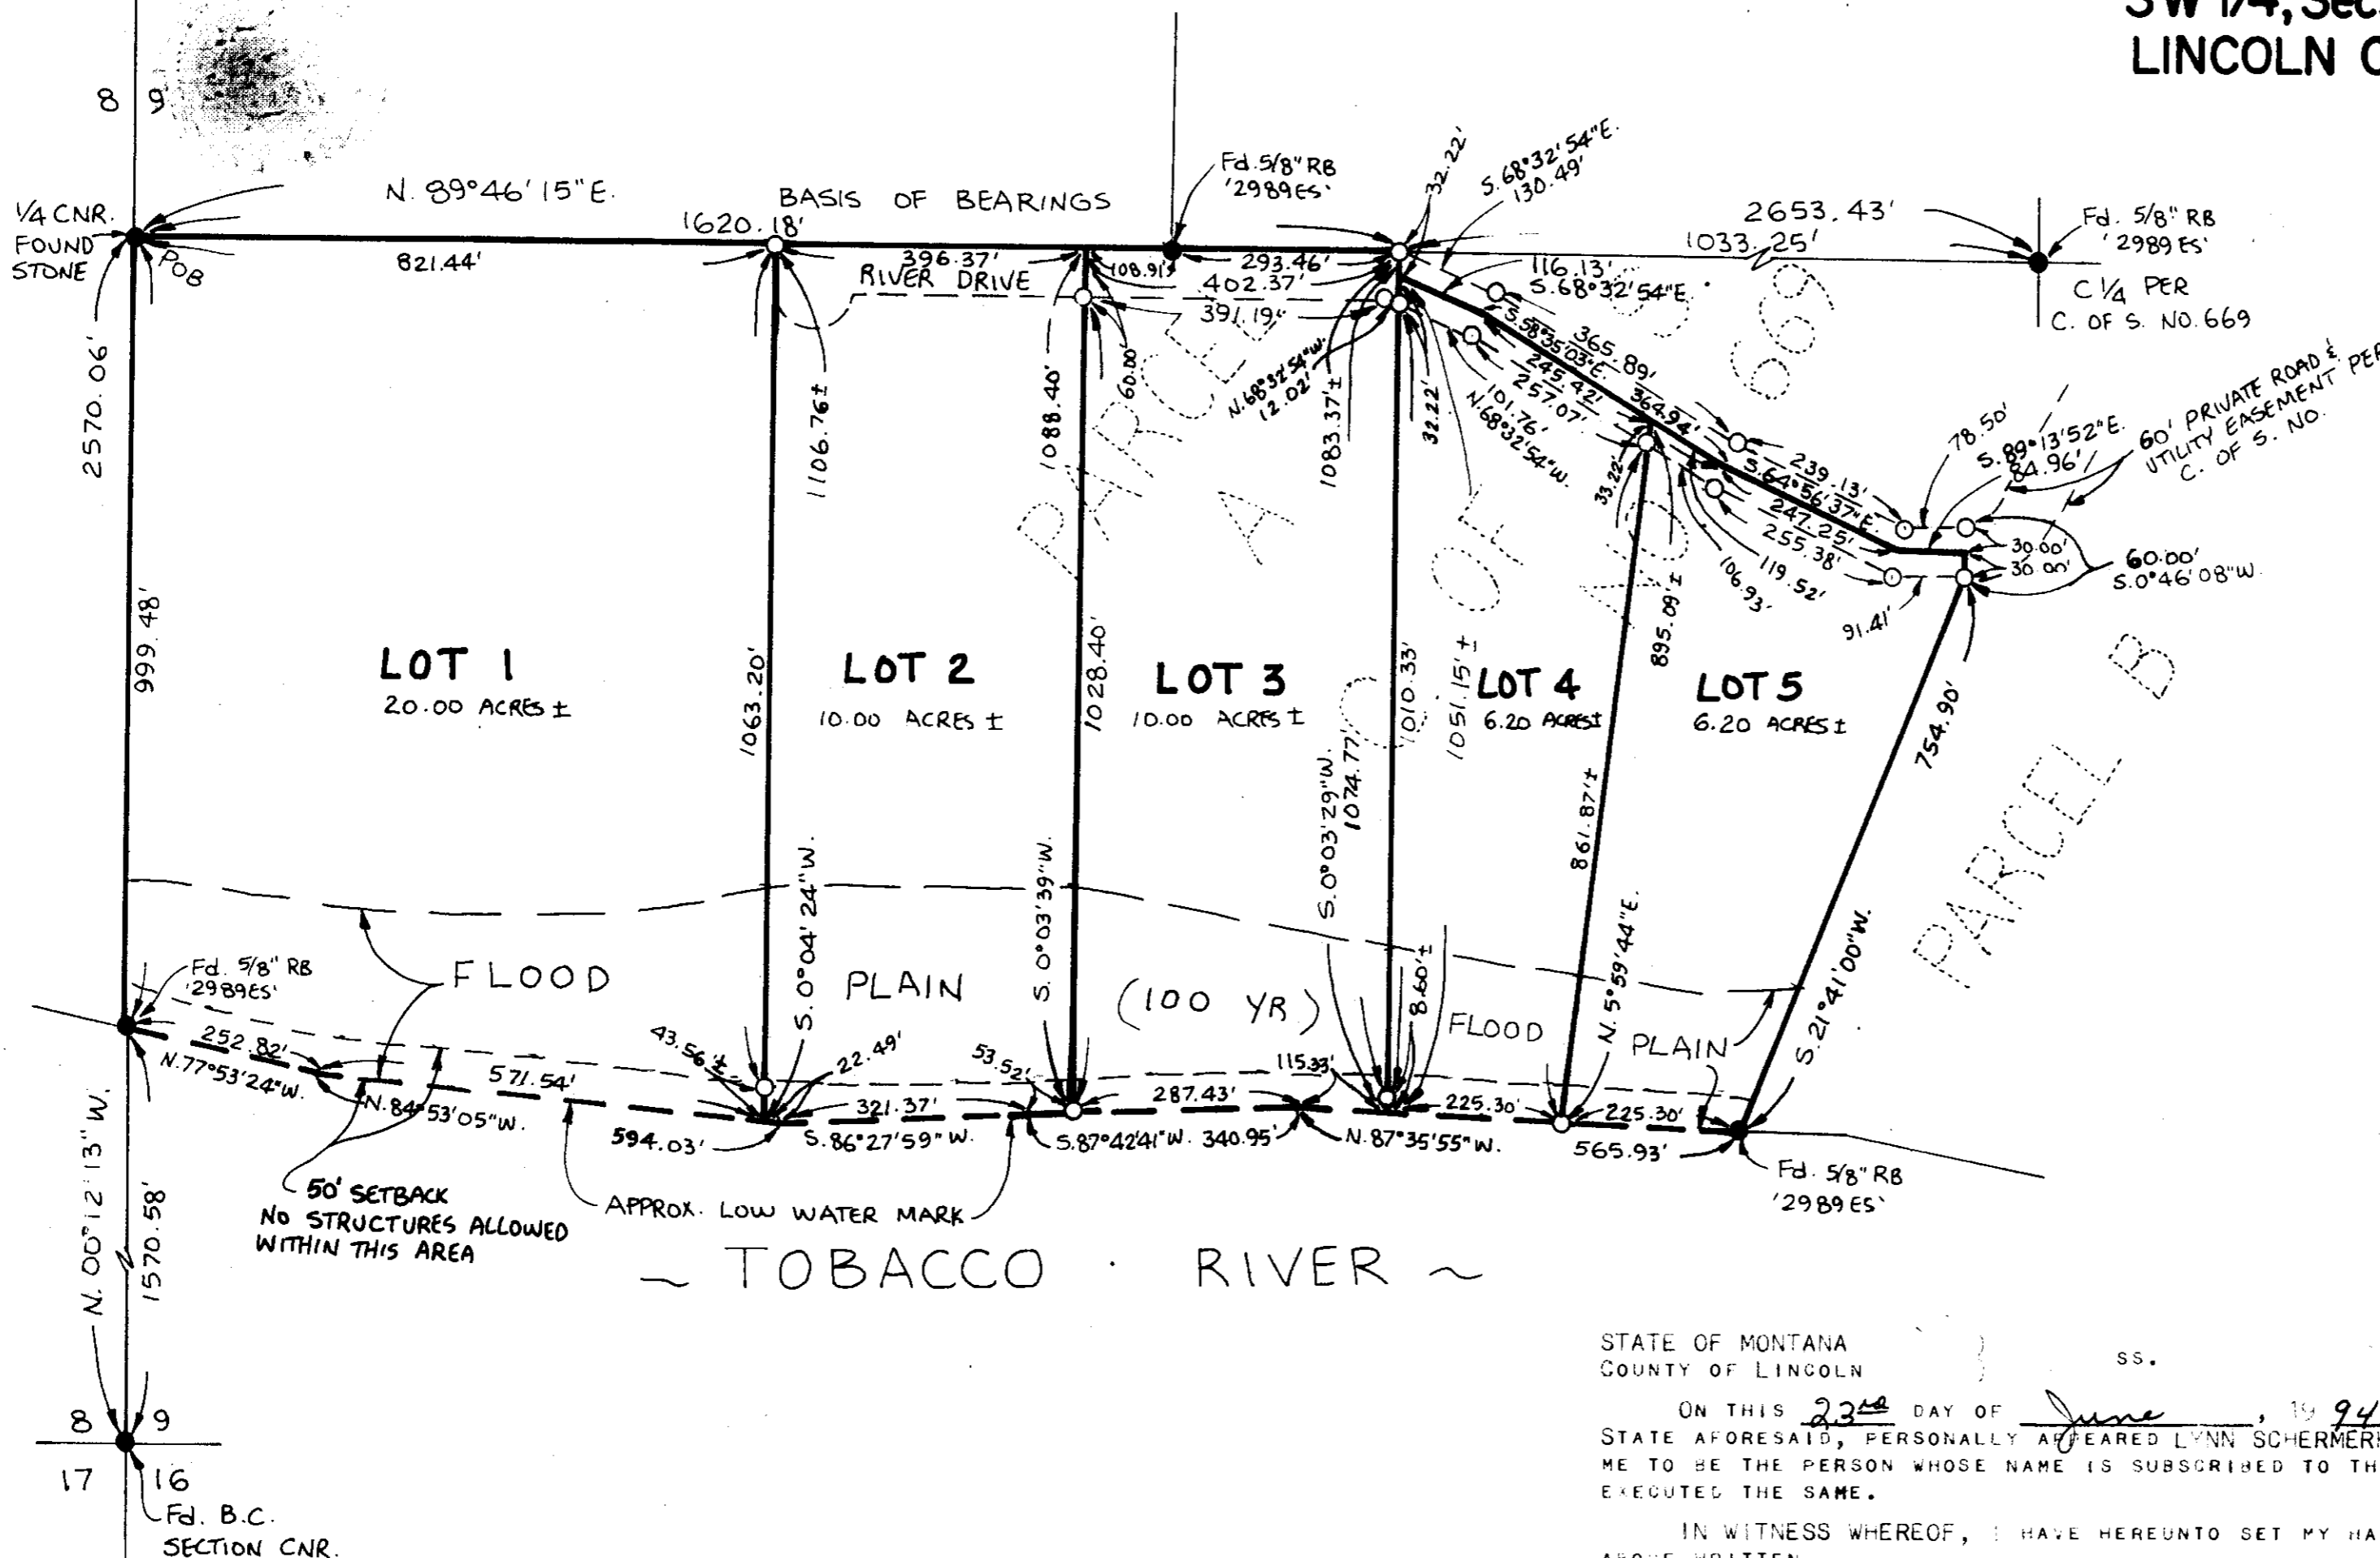 SW 1/4, Sec.
LINCOLN C
8 9
N. 89°46'15"E.
BASIS OF BEARINGS
1620.18'
Fd. 5/8" RB
'2989ES'
32.22'
S.68°32'54"E.
130.49'
2653.43'
1033.25'
Fd. 5/8" RB
'2989ES'
C 1/4 PER
C. OF S. NO. 669
1/4 CNR.
FOUND
STONE
POB
821.44'
396.37'
RIVER DRIVE
108.91'
293.46'
402.37'
391.19'
116.13'
S.68°32'54"E.
S.58°35'03"E.
365.89'
245.42'
257.07'
364.94'
101.76'
N.68°32'54"W.
N.68°32'54"W.
12.02'
2570.06'
1106.76±
1088.40'
60.00'
1083.37'±
32.22'
33.22'
239.13'
S.64°56'37"E.
247.25'
255.38'
119.52'
106.93'
78.50'
S.89°13'52"E.
84.96'
60' PRIVATE ROAD &
UTILITY EASEMENT PER
C. OF S. NO.
30.00'
30.00'
60.00'
S.0°46'08"W.
91.41'
PARCEL
A
C OF S
NO 669
PARCEL B
999.48'
LOT 1
20.00 ACRES ±
1063.20'
LOT 2
10.00 ACRES ±
1028.40'
LOT 3
10.00 ACRES ±
1010.33'
1051.15'±
LOT 4
6.20 ACRES±
895.09'±
LOT 5
6.20 ACRES±
754.90'
861.87'±
S.0°04'24"W.
S.0°03'39"W.
S.0°03'29"W.
1074.77'
N.5°59'44"E.
S.21°41'00"W.
Fd. 5/8" RB
'2989ES'
FLOOD PLAIN (100 YR)
FLOOD PLAIN
8.60'±
252.82'
N.77°53'24"W.
571.54'
N.84°53'05"W.
43.56'±
22.49'
594.03'
321.37'
S.86°27'59"W.
53.52'
287.43'
S.87°42'41"W. 340.95'
115.33'
N.87°35'55"W.
225.30'
225.30'
565.93'
Fd. 5/8" RB
'2989ES'
50' SETBACK
NO STRUCTURES ALLOWED
WITHIN THIS AREA
APPROX. LOW WATER MARK
~ TOBACCO RIVER ~
N. 00°12'13"W.
1570.58'
8 9
17 16
Fd. B.C.
SECTION CNR.
STATE OF MONTANA
COUNTY OF LINCOLN
SS.
ON THIS 23rd DAY OF June, 1994
STATE AFORESAID, PERSONALLY APPEARED LYNN SCHERMER
ME TO BE THE PERSON WHOSE NAME IS SUBSCRIBED TO TH
EXECUTED THE SAME.
IN WITNESS WHEREOF, I HAVE HEREUNTO SET MY HA
ABOVE WRITTEN